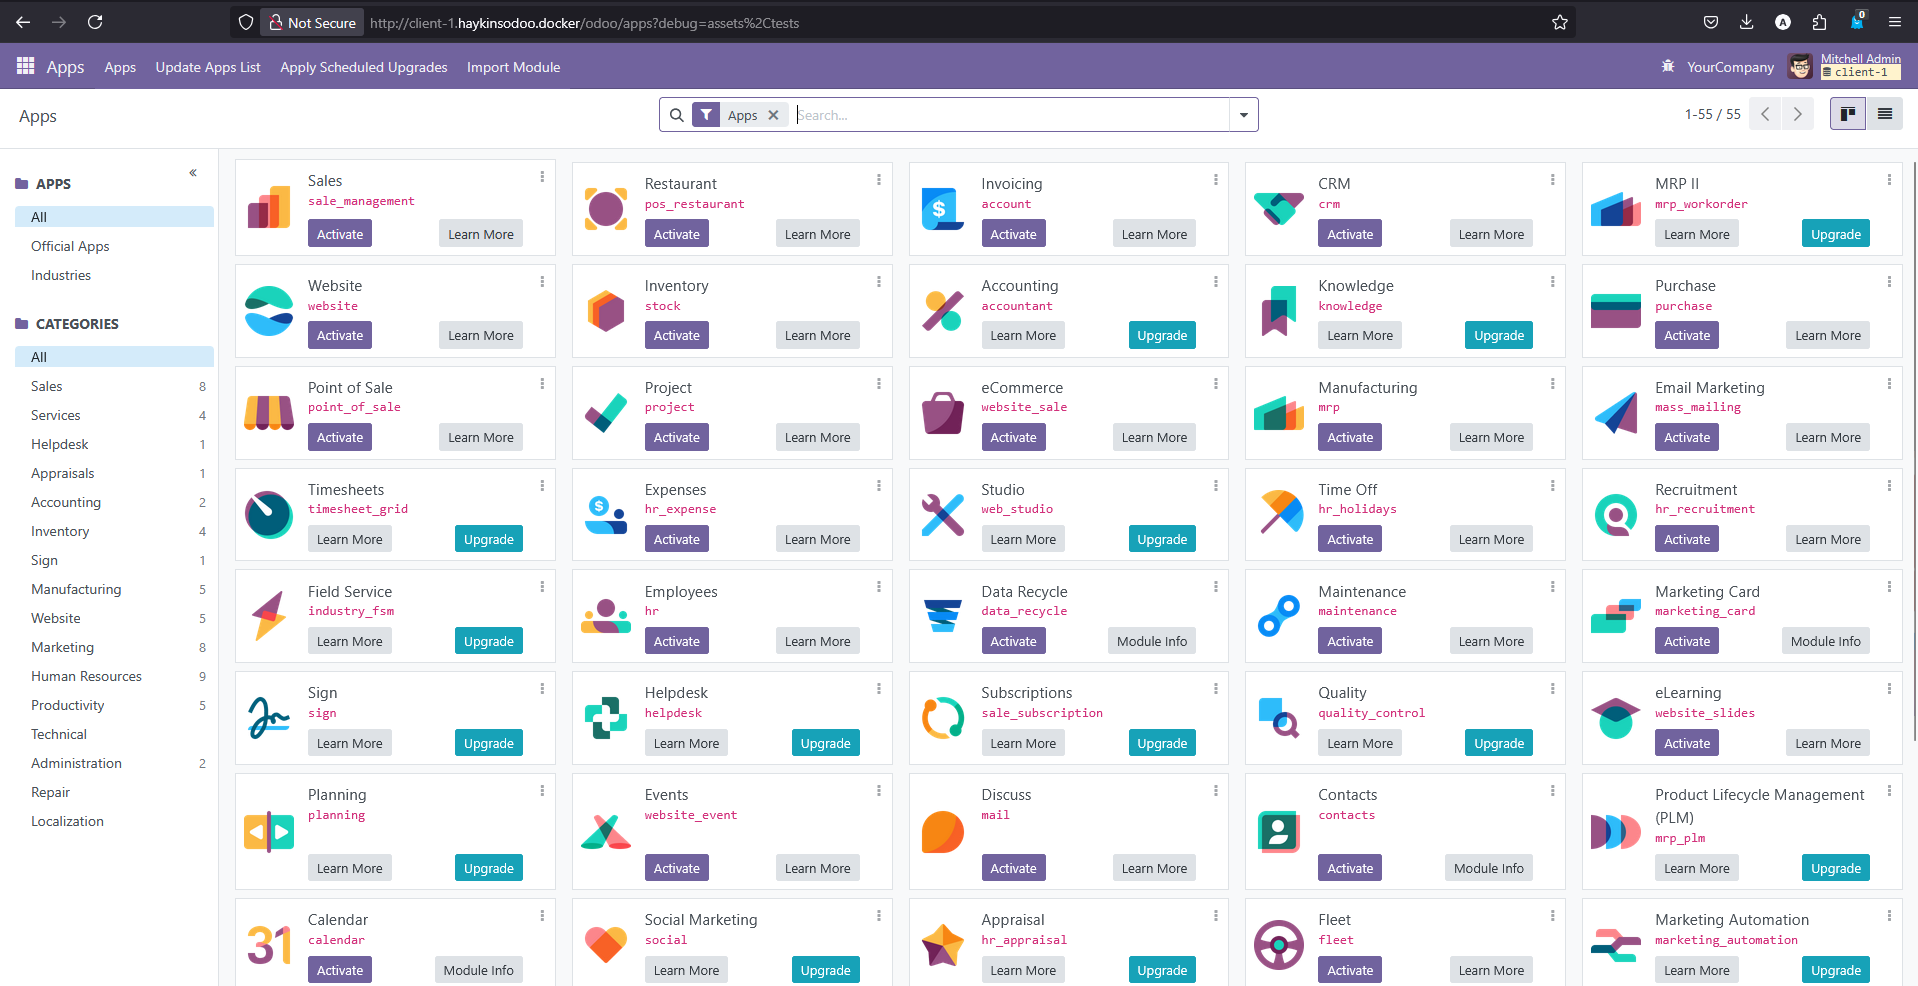 Not Secure http://client-1.haykinsodoo.docker/odoo/apps?debug=assets%2Ctests
A
0
Apps Apps Update Apps List Apply Scheduled Upgrades Import Module
YourCompany
Mitchell Admin
client-1
Apps
Apps Search...
1-55 / 55
APPS
All
Official Apps
Industries
CATEGORIES
All
Sales 8
Services 4
Helpdesk 1
Appraisals 1
Accounting 2
Inventory 4
Sign 1
Manufacturing 5
Website 5
Marketing 8
Human Resources 9
Productivity 5
Technical
Administration 2
Repair
Localization
Sales
sale_management
Activate Learn More
Restaurant
pos_restaurant
Activate Learn More
$
Invoicing
account
Activate Learn More
CRM
crm
Activate Learn More
MRP II
mrp_workorder
Learn More Upgrade
Website
website
Activate Learn More
Inventory
stock
Activate Learn More
Accounting
accountant
Learn More Upgrade
Knowledge
knowledge
Learn More Upgrade
Purchase
purchase
Activate Learn More
Point of Sale
point_of_sale
Activate Learn More
Project
project
Activate Learn More
eCommerce
website_sale
Activate Learn More
Manufacturing
mrp
Activate Learn More
Email Marketing
mass_mailing
Activate Learn More
Timesheets
timesheet_grid
Learn More Upgrade
$
Expenses
hr_expense
Activate Learn More
Studio
web_studio
Learn More Upgrade
Time Off
hr_holidays
Activate Learn More
Recruitment
hr_recruitment
Activate Learn More
Field Service
industry_fsm
Learn More Upgrade
Employees
hr
Activate Learn More
Data Recycle
data_recycle
Activate Module Info
Maintenance
maintenance
Activate Learn More
Marketing Card
marketing_card
Activate Module Info
Sign
sign
Learn More Upgrade
Helpdesk
helpdesk
Learn More Upgrade
Subscriptions
sale_subscription
Learn More Upgrade
Quality
quality_control
Learn More Upgrade
eLearning
website_slides
Activate Learn More
Planning
planning
Learn More Upgrade
Events
website_event
Activate Learn More
Discuss
mail
Activate Learn More
Contacts
contacts
Activate Module Info
Product Lifecycle Management
(PLM)
mrp_plm
Learn More Upgrade
31
Calendar
calendar
Activate Module Info
Social Marketing
social
Learn More Upgrade
Appraisal
hr_appraisal
Learn More Upgrade
Fleet
fleet
Activate Learn More
Marketing Automation
marketing_automation
Learn More Upgrade